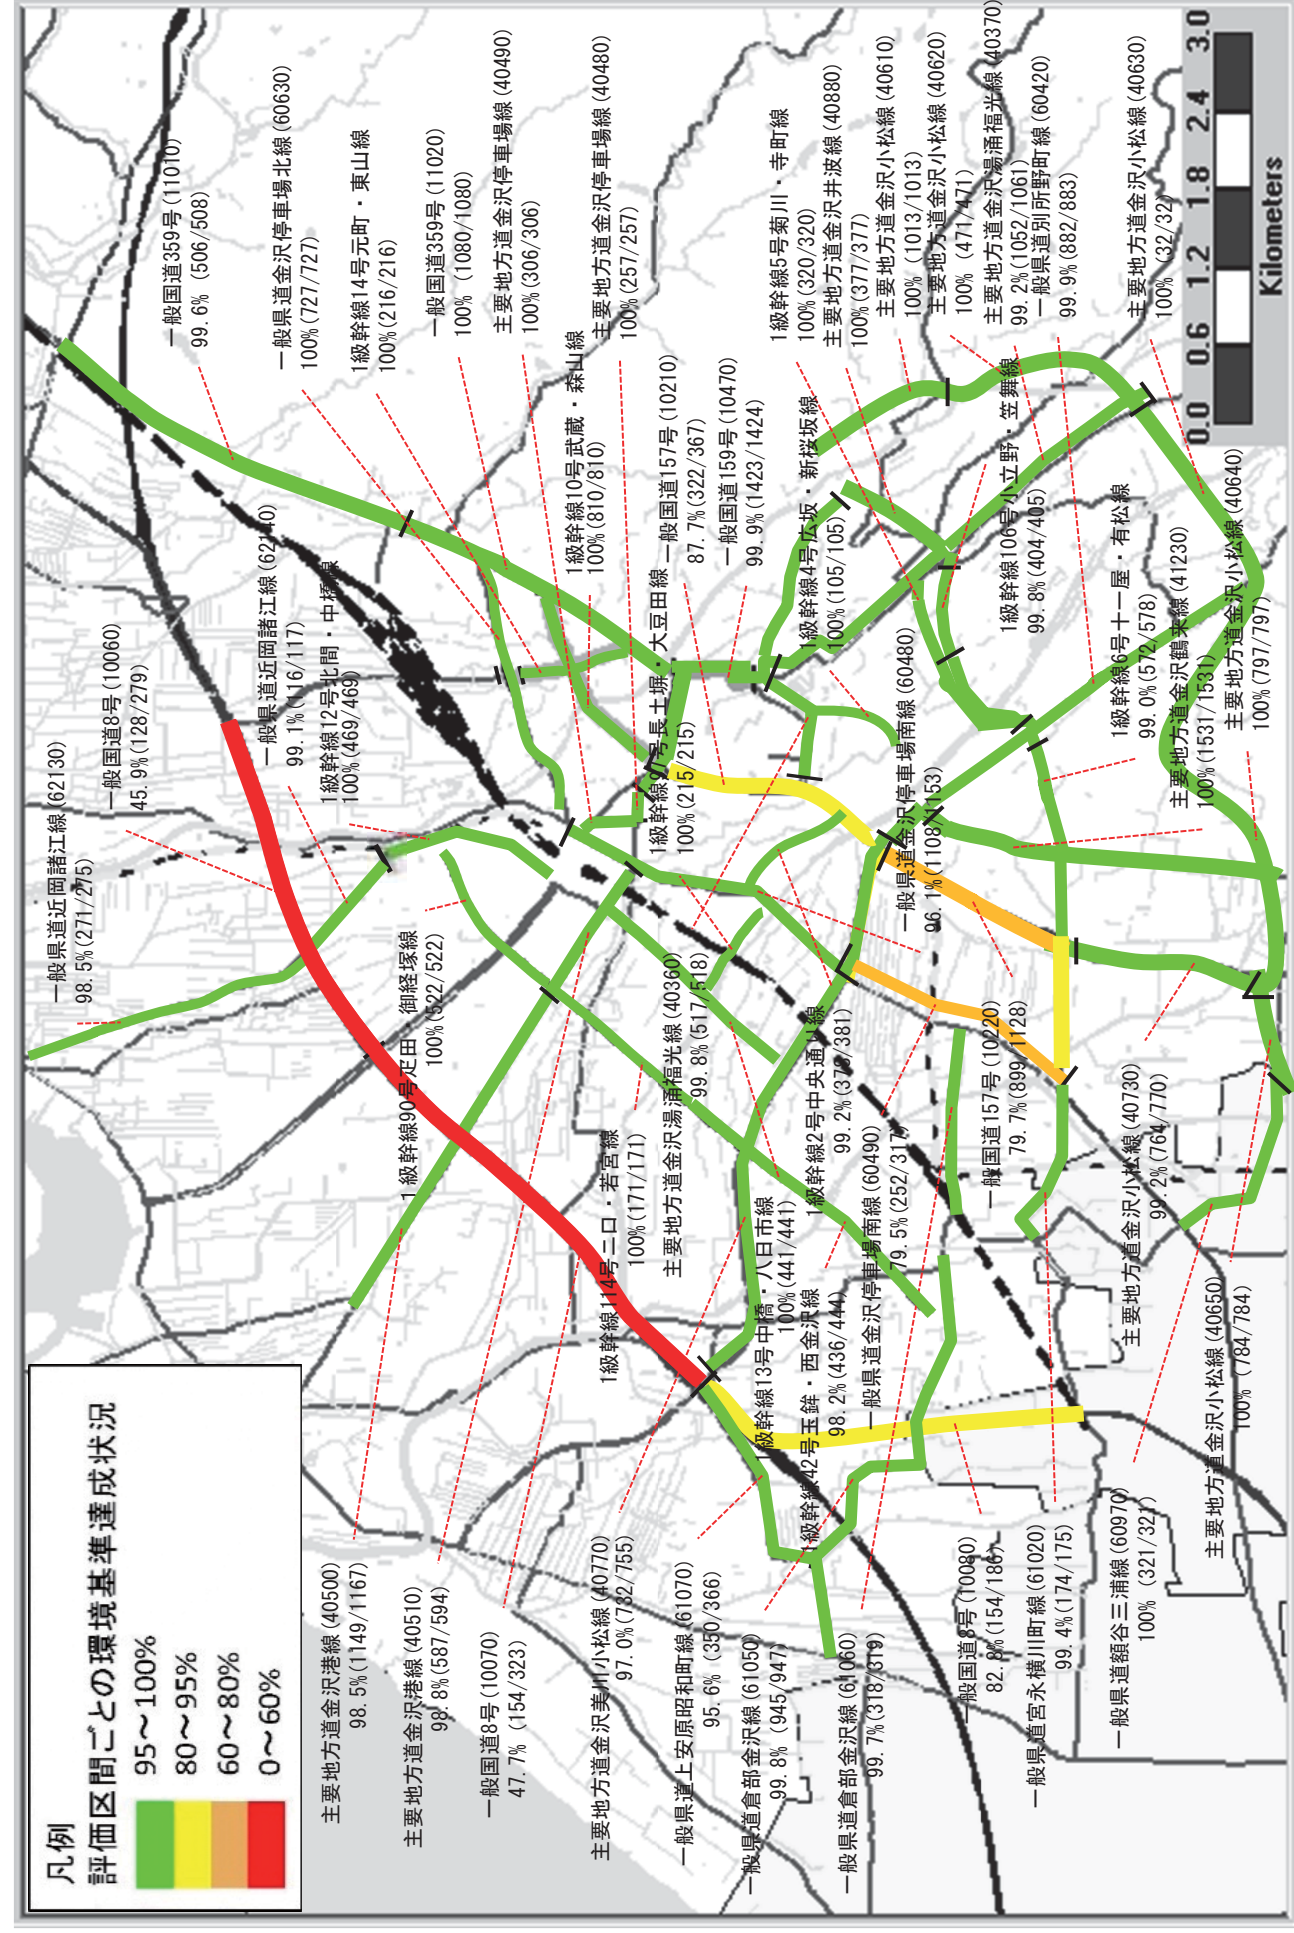 凡例
評価区間ごとの環境基準達成状況
95～100%
80～95%
60～80%
0～60%
一般県道近岡諸江線(62130)
98.5%(271/275)
一般国道8号(10060)
45.9%(128/279)
一般県道近岡諸江線(62140)
99.1%(116/117)
1級幹線12号北間・中橋線
100%(469/469)
一般国道359号(11010)
99.6% (506/508)
一般県道金沢停車場北線(60630)
100%(727/727)
1級幹線14号元町・東山線
100%(216/216)
一般国道359号(11020)
100% (1080/1080)
主要地方道金沢停車場線(40490)
100%(306/306)
1級幹線10号武蔵・森山線
100%(810/810)
主要地方道金沢停車場線(40480)
100%(257/257)
1級幹線97号長土塀・大豆田線
100%(215/215)
一般国道157号(10210)
87.7%(322/367)
一般国道159号(10470)
99.9%(1423/1424)
1級幹線4号広坂・新桜坂線
100%(105/105)
1級幹線5号菊川・寺町線
100%(320/320)
主要地方道金沢井波線(40880)
100%(377/377)
主要地方道金沢小松線(40610)
100% (1013/1013)
主要地方道金沢小松線(40620)
100% (471/471)
主要地方道金沢湯涌福光線(40370)
99.2%(1052/1061)
一般県道別所野町線(60420)
99.9%(882/883)
主要地方道金沢小松線(40630)
100% (32/32)
1級幹線106号小立野・笠舞線
99.8%(404/405)
1級幹線6号十一屋・有松線
99.0%(572/578)
主要地方道金沢鶴来線(41230)
100%(1531/1531)
主要地方道金沢小松線(40640)
100%(797/797)
一般県道金沢停車場南線(60480)
96.1%(1108/1153)
1級幹線90号疋田・御経塚線
100%(522/522)
1級幹線114号二口・若宮線
100%(171/171)
主要地方道金沢湯涌福光線(40360)
99.8%(517/518)
1級幹線13号中橋・八日市線
100%(441/441)
1級幹線2号中央通り線
99.2%(378/381)
1級幹線42号玉鉾・西金沢線
98.2%(436/444)
一般県道金沢停車場南線(60490)
79.5%(252/317)
一般国道157号(10220)
79.7%(899/1128)
主要地方道金沢小松線(40730)
99.2%(764/770)
主要地方道金沢小松線(40650)
100% (784/784)
主要地方道金沢港線(40500)
98.5%(1149/1167)
主要地方道金沢港線(40510)
98.8%(587/594)
一般国道8号(10070)
47.7% (154/323)
主要地方道金沢美川小松線(40770)
97.0%(732/755)
一般県道上安原昭和町線(61070)
95.6% (350/366)
一般県道倉部金沢線(61050)
99.8% (945/947)
一般県道倉部金沢線(61060)
99.7%(318/319)
一般国道8号(10080)
82.8%(154/186)
一般県道宮永横川町線(61020)
99.4%(174/175)
一般県道額谷三浦線(60970)
100% (321/321)
0.0 0.6 1.2 1.8 2.4 3.0
Kilometers